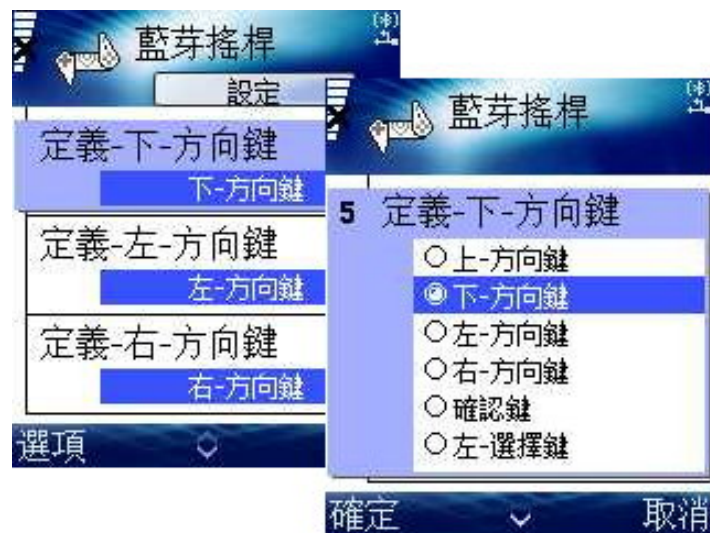 藍芽搖桿
設定
定義-下-方向鍵
下-方向鍵
定義-左-方向鍵
左-方向鍵
定義-右-方向鍵
右-方向鍵
選項
藍芽搖桿
5 定義-下-方向鍵
上-方向鍵
下-方向鍵
左-方向鍵
右-方向鍵
確認鍵
左-選擇鍵
確定 取消